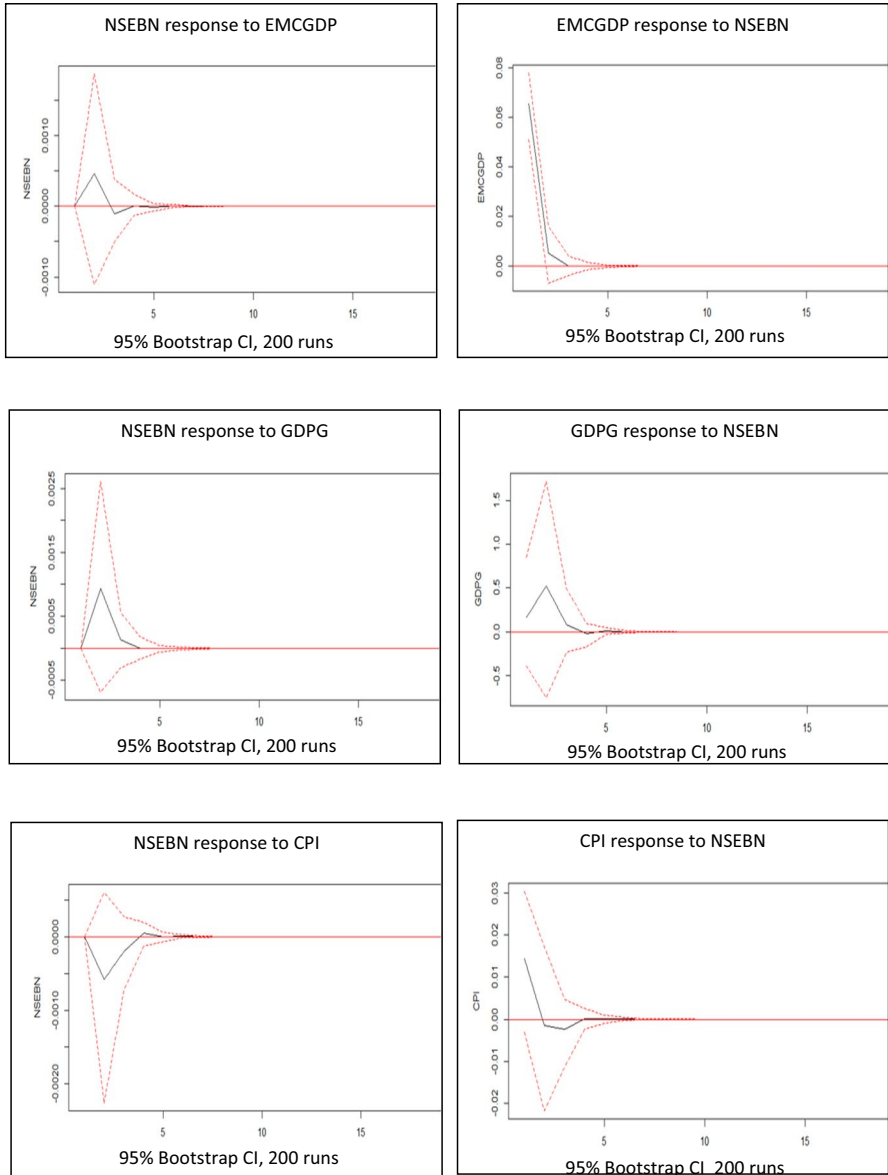 NSEBN response to EMCGDP
NSEBN
0.0010
0.0000
-0.0010
5 10 15
95% Bootstrap CI, 200 runs
EMCGDP response to NSEBN
EMCGDP
0.08
0.06
0.04
0.02
0.00
5 10 15
95% Bootstrap CI, 200 runs
NSEBN response to GDPG
NSEBN
0.0025
0.0015
0.0005
-0.0005
5 10 15
95% Bootstrap CI, 200 runs
GDPG response to NSEBN
GDPG
1.5
1.0
0.5
0.0
-0.5
5 10 15
95% Bootstrap CI, 200 runs
NSEBN response to CPI
NSEBN
0.0000
-0.0010
-0.0020
5 10 15
95% Bootstrap CI, 200 runs
CPI response to NSEBN
CPI
0.03
0.02
0.01
0.00
-0.01
-0.02
5 10 15
95% Bootstrap CI, 200 runs